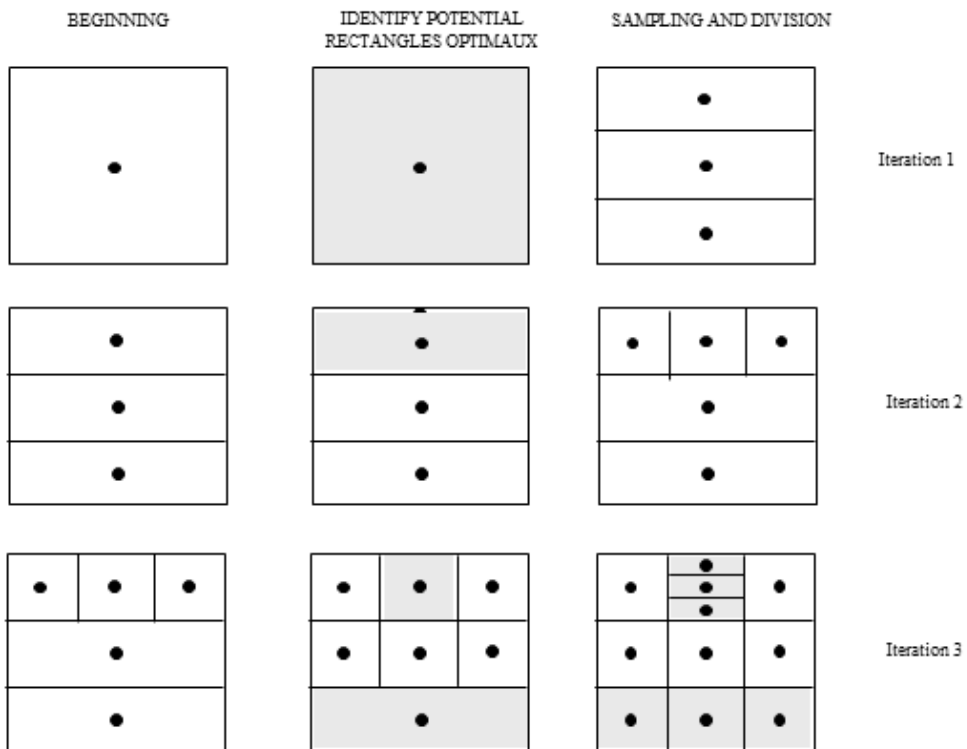 BEGINNING
IDENTIFY POTENTIAL
RECTANGLES OPTIMAUX
SAMPLING AND DIVISION
Iteration 1
Iteration 2
Iteration 3